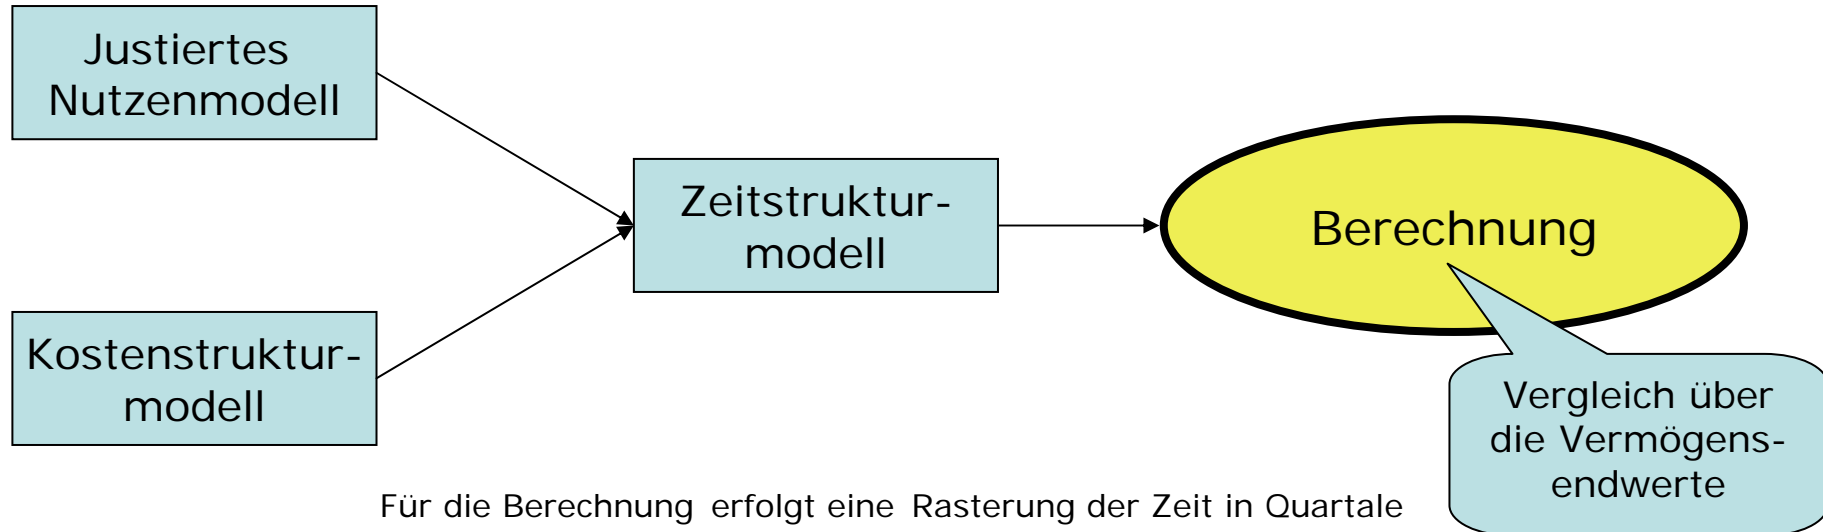 Justiertes
Nutzenmodell
Zeitstruktur-
modell
Berechnung
Kostenstruktur-
modell
Vergleich über
die Vermögens-
endwerte
Für die Berechnung erfolgt eine Rasterung der Zeit in Quartale